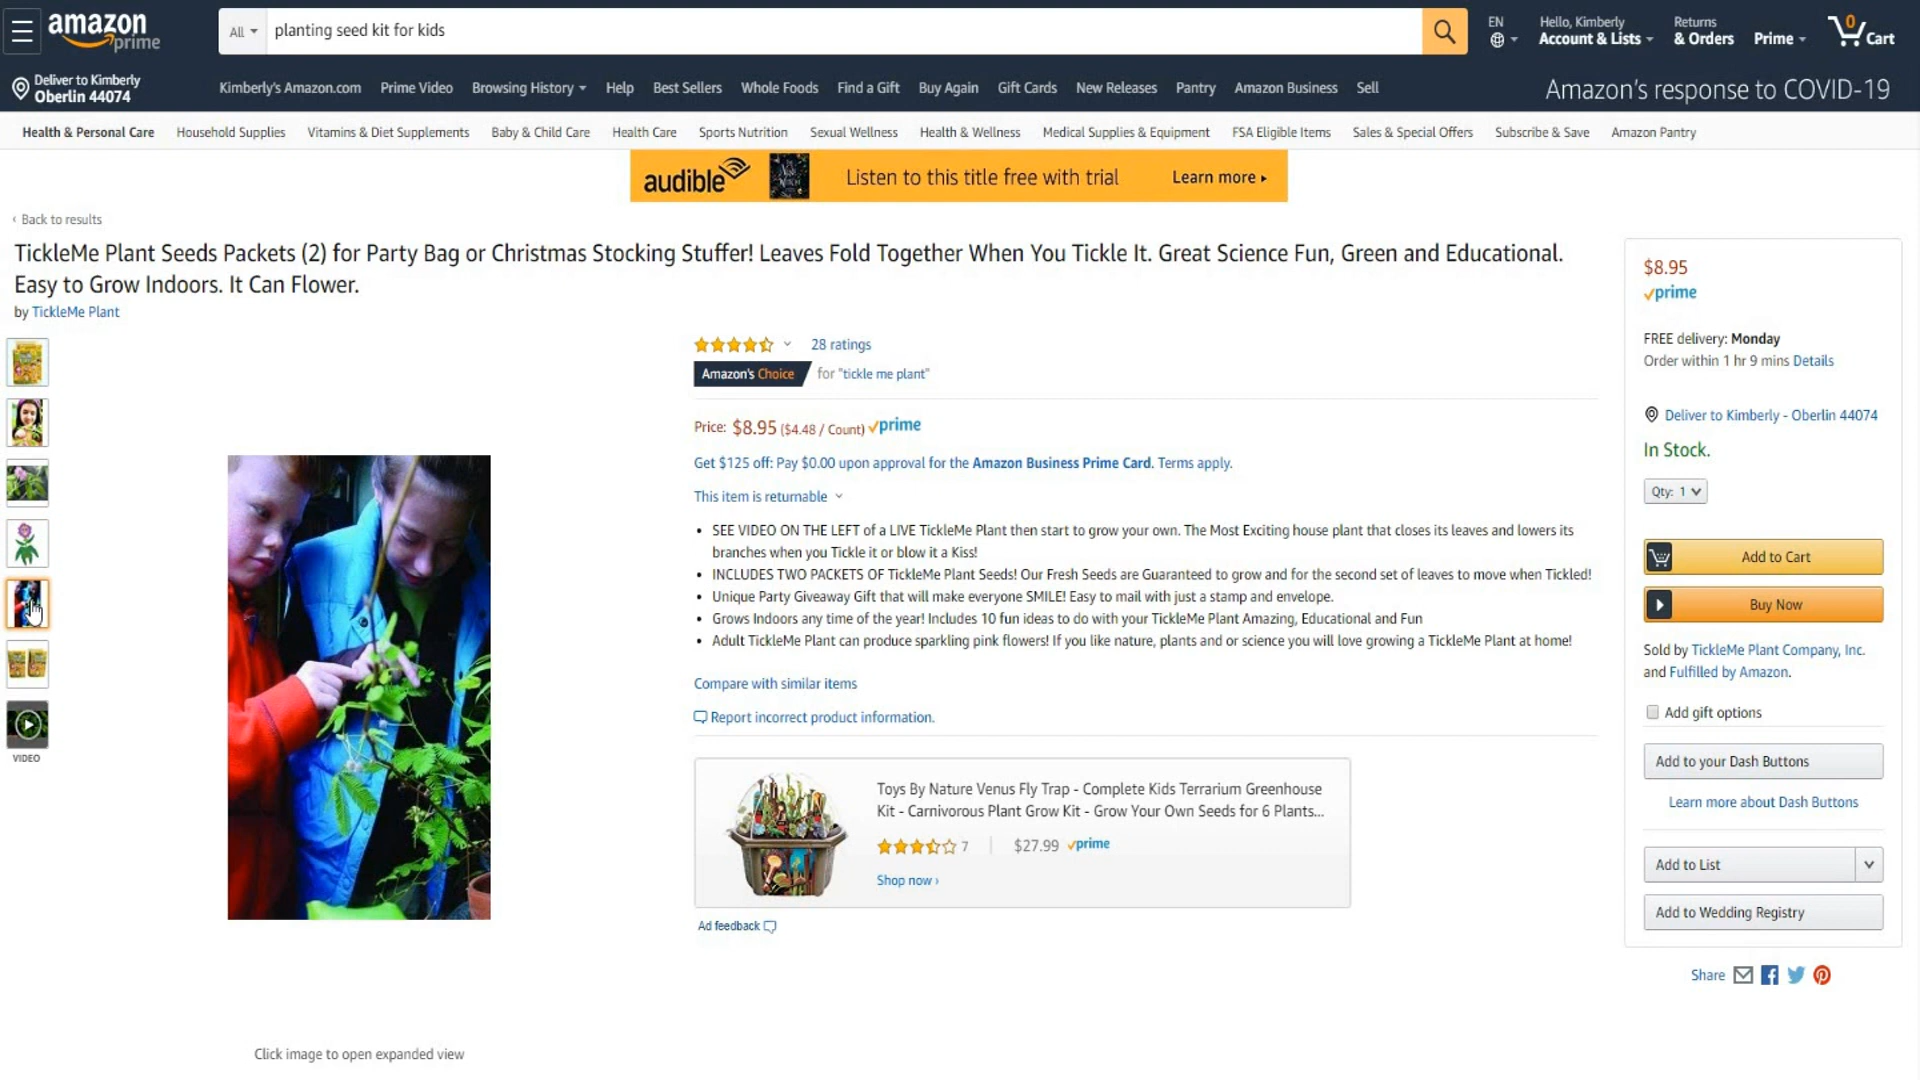 amazon prime
All
planting seed kit for kids
EN
Hello, Kimberly
Account & Lists
Returns
& Orders
Prime
0
Cart
Deliver to Kimberly
Oberlin 44074
Kimberly's Amazon.com
Prime Video
Browsing History
Help
Best Sellers
Whole Foods
Find a Gift
Buy Again
Gift Cards
New Releases
Pantry
Amazon Business
Sell
Amazon's response to COVID-19
Health & Personal Care
Household Supplies
Vitamins & Diet Supplements
Baby & Child Care
Health Care
Sports Nutrition
Sexual Wellness
Health & Wellness
Medical Supplies & Equipment
FSA Eligible Items
Sales & Special Offers
Subscribe & Save
Amazon Pantry
audible
Listen to this title free with trial
Learn more ▸
‹ Back to results
TickleMe Plant Seeds Packets (2) for Party Bag or Christmas Stocking Stuffer! Leaves Fold Together When You Tickle It. Great Science Fun, Green and Educational.
Easy to Grow Indoors. It Can Flower.
by TickleMe Plant
VIDEO
Click image to open expanded view
28 ratings
Amazon's Choice for "tickle me plant"
Price: $8.95 ($4.48 / Count) prime
Get $125 off: Pay $0.00 upon approval for the Amazon Business Prime Card. Terms apply.
This item is returnable
• SEE VIDEO ON THE LEFT of a LIVE TickleMe Plant then start to grow your own. The Most Exciting house plant that closes its leaves and lowers its
branches when you Tickle it or blow it a Kiss!
• INCLUDES TWO PACKETS OF TickleMe Plant Seeds! Our Fresh Seeds are Guaranteed to grow and for the second set of leaves to move when Tickled!
• Unique Party Giveaway Gift that will make everyone SMILE! Easy to mail with just a stamp and envelope.
• Grows Indoors any time of the year! Includes 10 fun ideas to do with your TickleMe Plant Amazing, Educational and Fun
• Adult TickleMe Plant can produce sparkling pink flowers! If you like nature, plants and or science you will love growing a TickleMe Plant at home!
Compare with similar items
Report incorrect product information.
Toys By Nature Venus Fly Trap - Complete Kids Terrarium Greenhouse
Kit - Carnivorous Plant Grow Kit - Grow Your Own Seeds for 6 Plants...
7 | $27.99 prime
Shop now ›
Ad feedback
$8.95
prime
FREE delivery: Monday
Order within 1 hr 9 mins Details
Deliver to Kimberly - Oberlin 44074
In Stock.
Qty: 1
Add to Cart
Buy Now
Sold by TickleMe Plant Company, Inc.
and Fulfilled by Amazon.
Add gift options
Add to your Dash Buttons
Learn more about Dash Buttons
Add to List
Add to Wedding Registry
Share